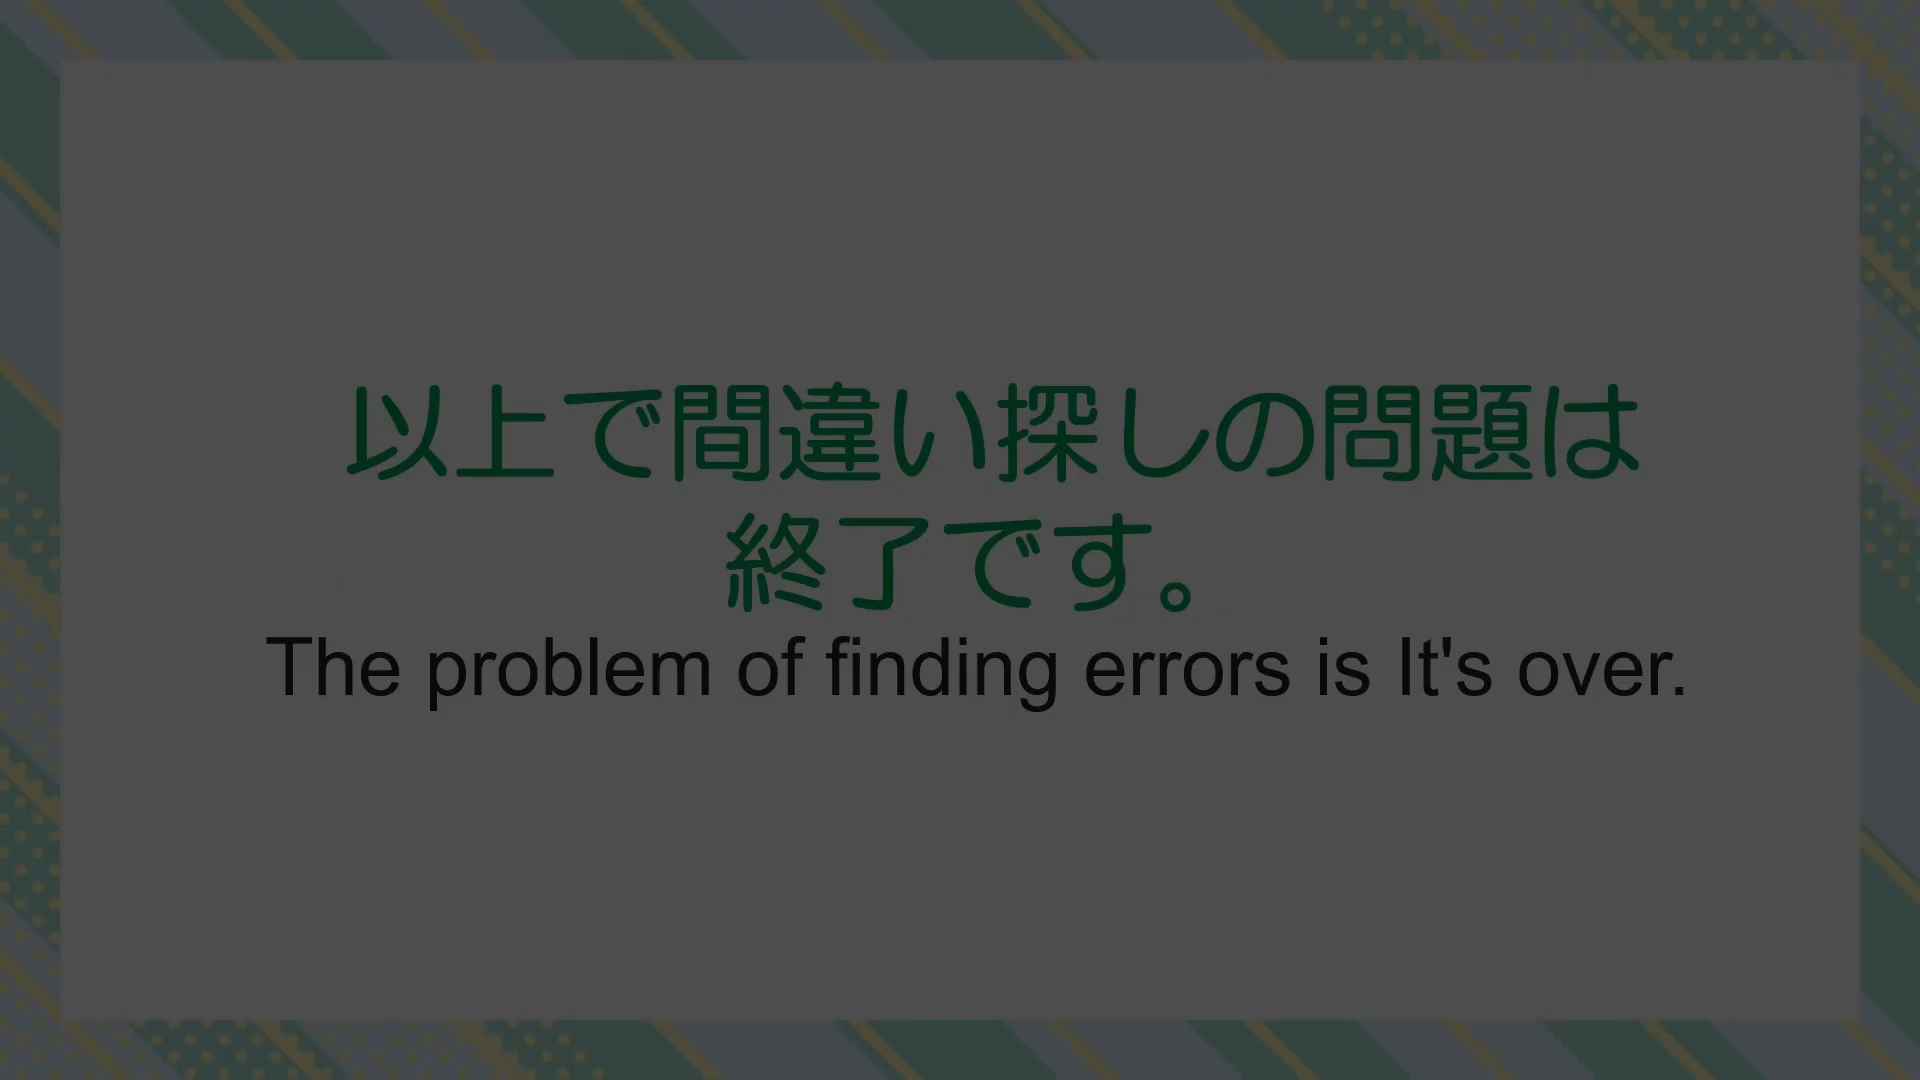 以上で間違い探しの問題は
終了です。
The problem of finding errors is It's over.